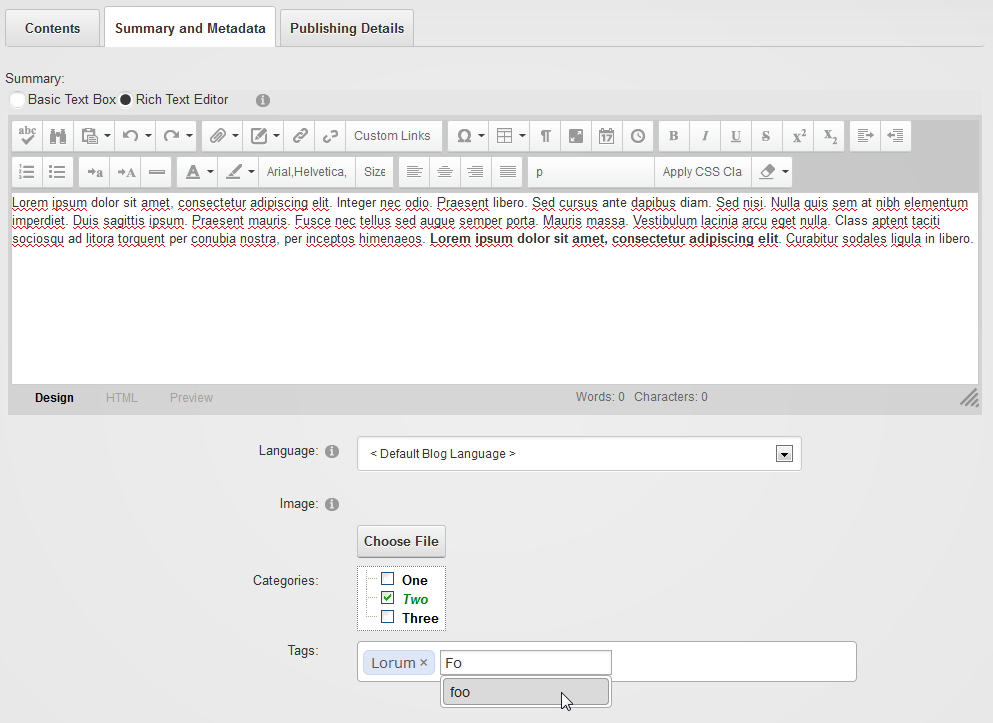 Contents Summary and Metadata Publishing Details
Summary:
Basic Text Box Rich Text Editor
abc Custom Links Ω 17 ¶ B I U S X² X₂
a A A Arial,Helvetica, Size p Apply CSS Cla
Lorem ipsum dolor sit amet, consectetur adipiscing elit. Integer nec odio. Praesent libero. Sed cursus ante dapibus diam. Sed nisi. Nulla quis sem at nibh elementum
imperdiet. Duis sagittis ipsum. Praesent mauris. Fusce nec tellus sed augue semper porta. Mauris massa. Vestibulum lacinia arcu eget nulla. Class aptent taciti
sociosqu ad litora torquent per conubia nostra, per inceptos himenaeos. Lorem ipsum dolor sit amet, consectetur adipiscing elit. Curabitur sodales ligula in libero.
Design HTML Preview Words: 0 Characters: 0
Language: < Default Blog Language >
Image:
Choose File
Categories: One
Two
Three
Tags: Lorum × Fo
foo